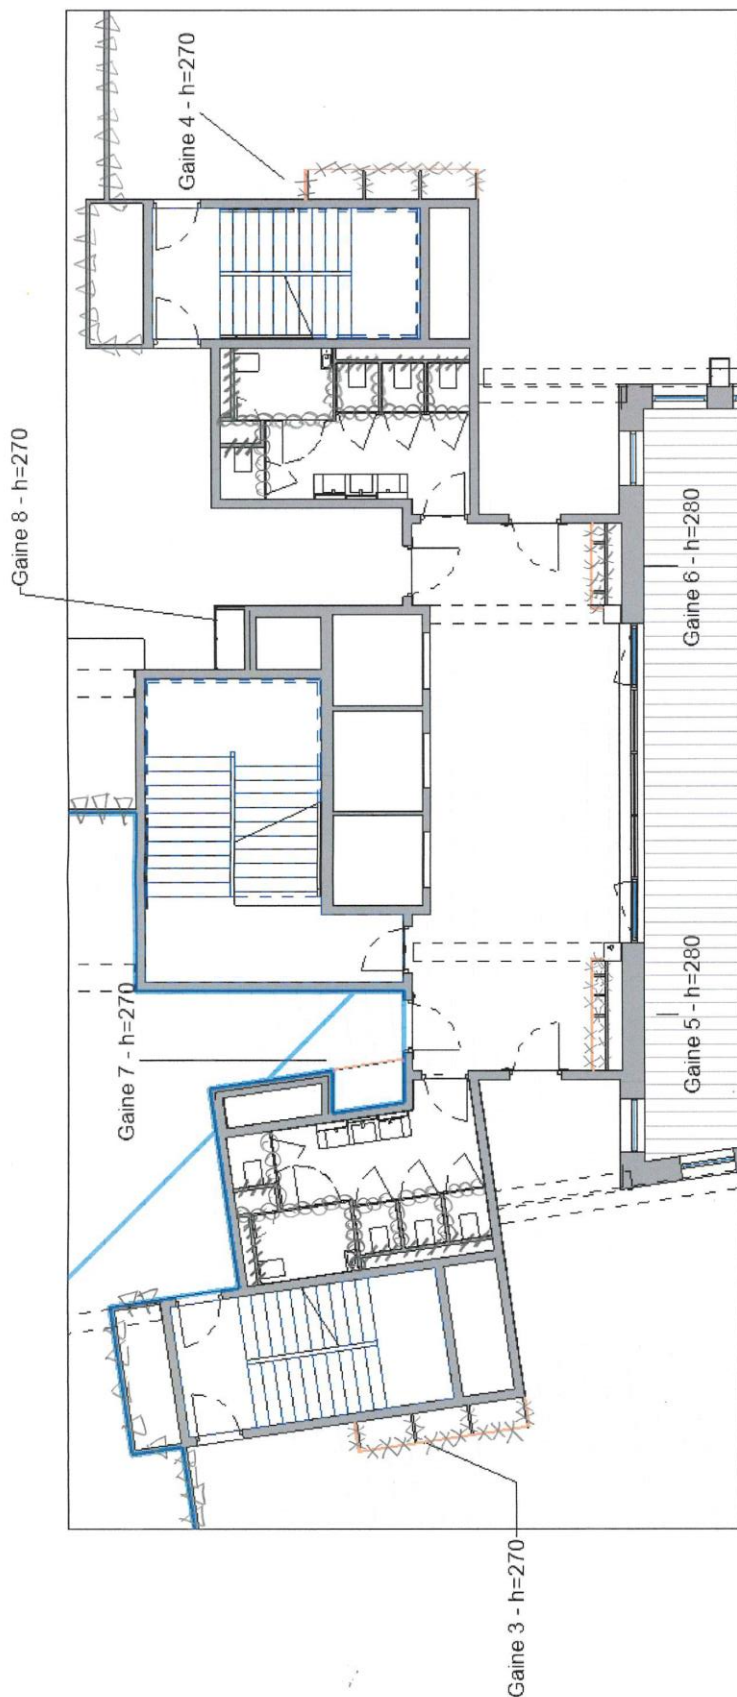 Gaine 8 - h=270
Gaine 4 - h=270
Gaine 7 - h=270
Gaine 5 - h=280
Gaine 6 - h=280
Gaine 3 - h=270